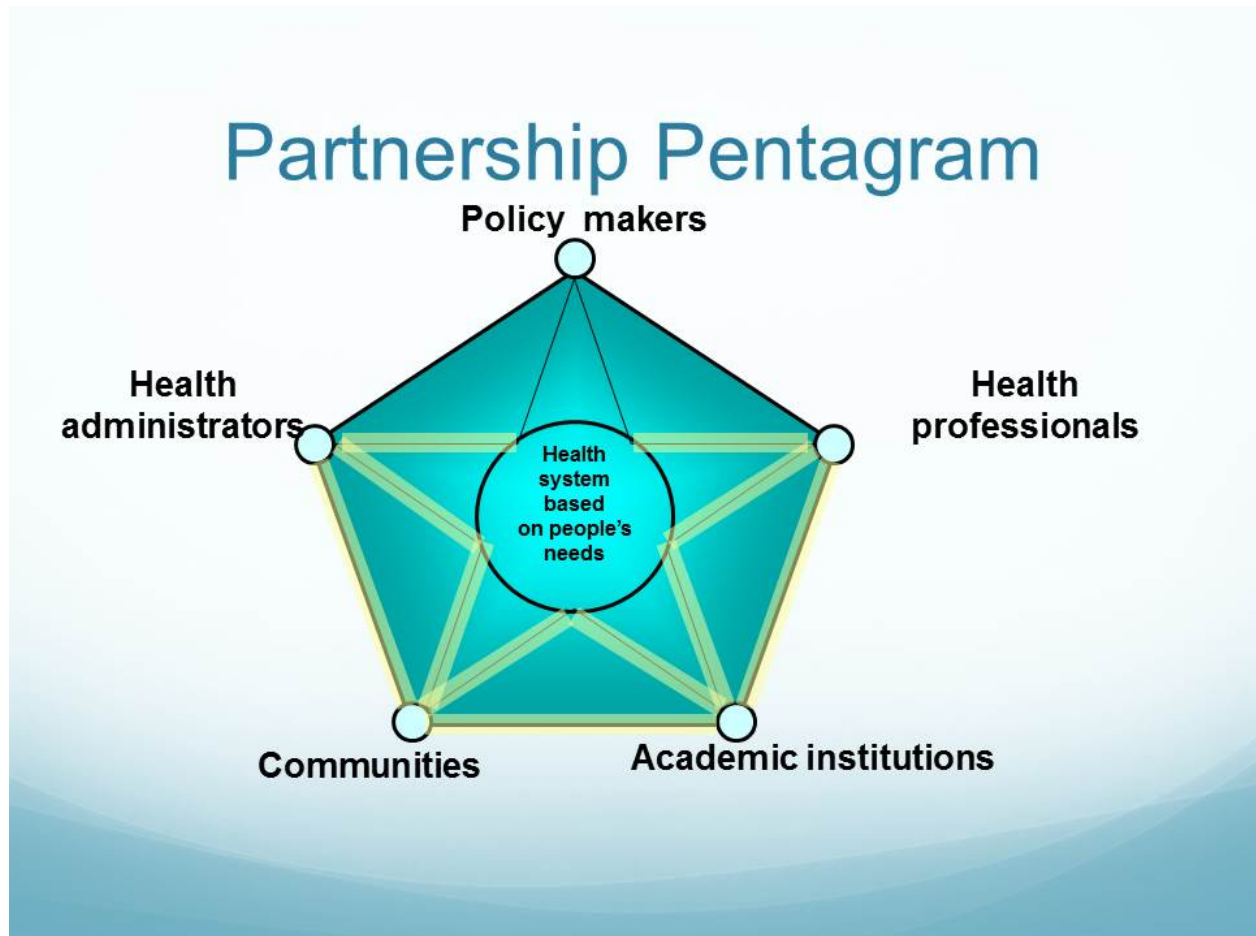 Partnership Pentagram
Policy makers
Health
administrators
Health
professionals
Health
system
based
on people's
needs
Communities
Academic institutions